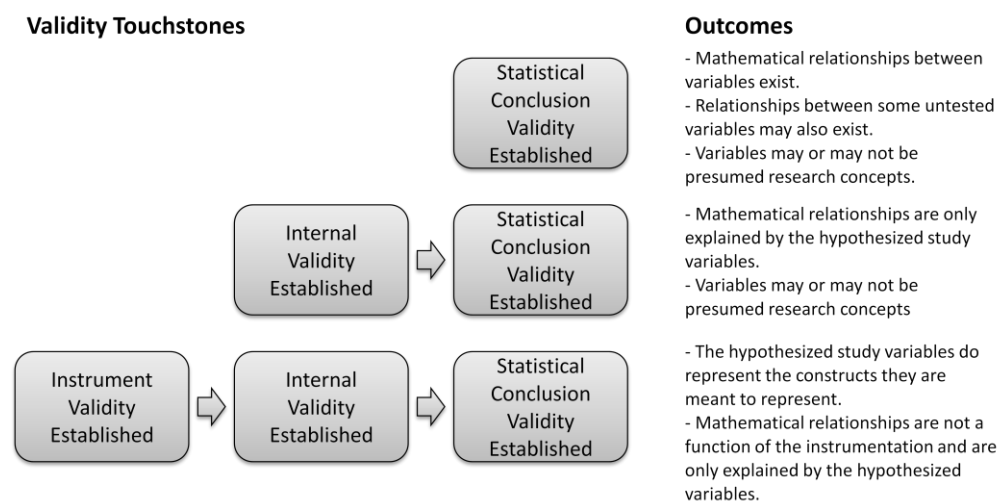 Validity Touchstones
Outcomes
Statistical
Conclusion
Validity
Established
- Mathematical relationships between
variables exist.
- Relationships between some untested
variables may also exist.
- Variables may or may not be
presumed research concepts.
Internal
Validity
Established
Statistical
Conclusion
Validity
Established
- Mathematical relationships are only
explained by the hypothesized study
variables.
- Variables may or may not be
presumed research concepts
Instrument
Validity
Established
Internal
Validity
Established
Statistical
Conclusion
Validity
Established
- The hypothesized study variables do
represent the constructs they are
meant to represent.
- Mathematical relationships are not a
function of the instrumentation and are
only explained by the hypothesized
variables.